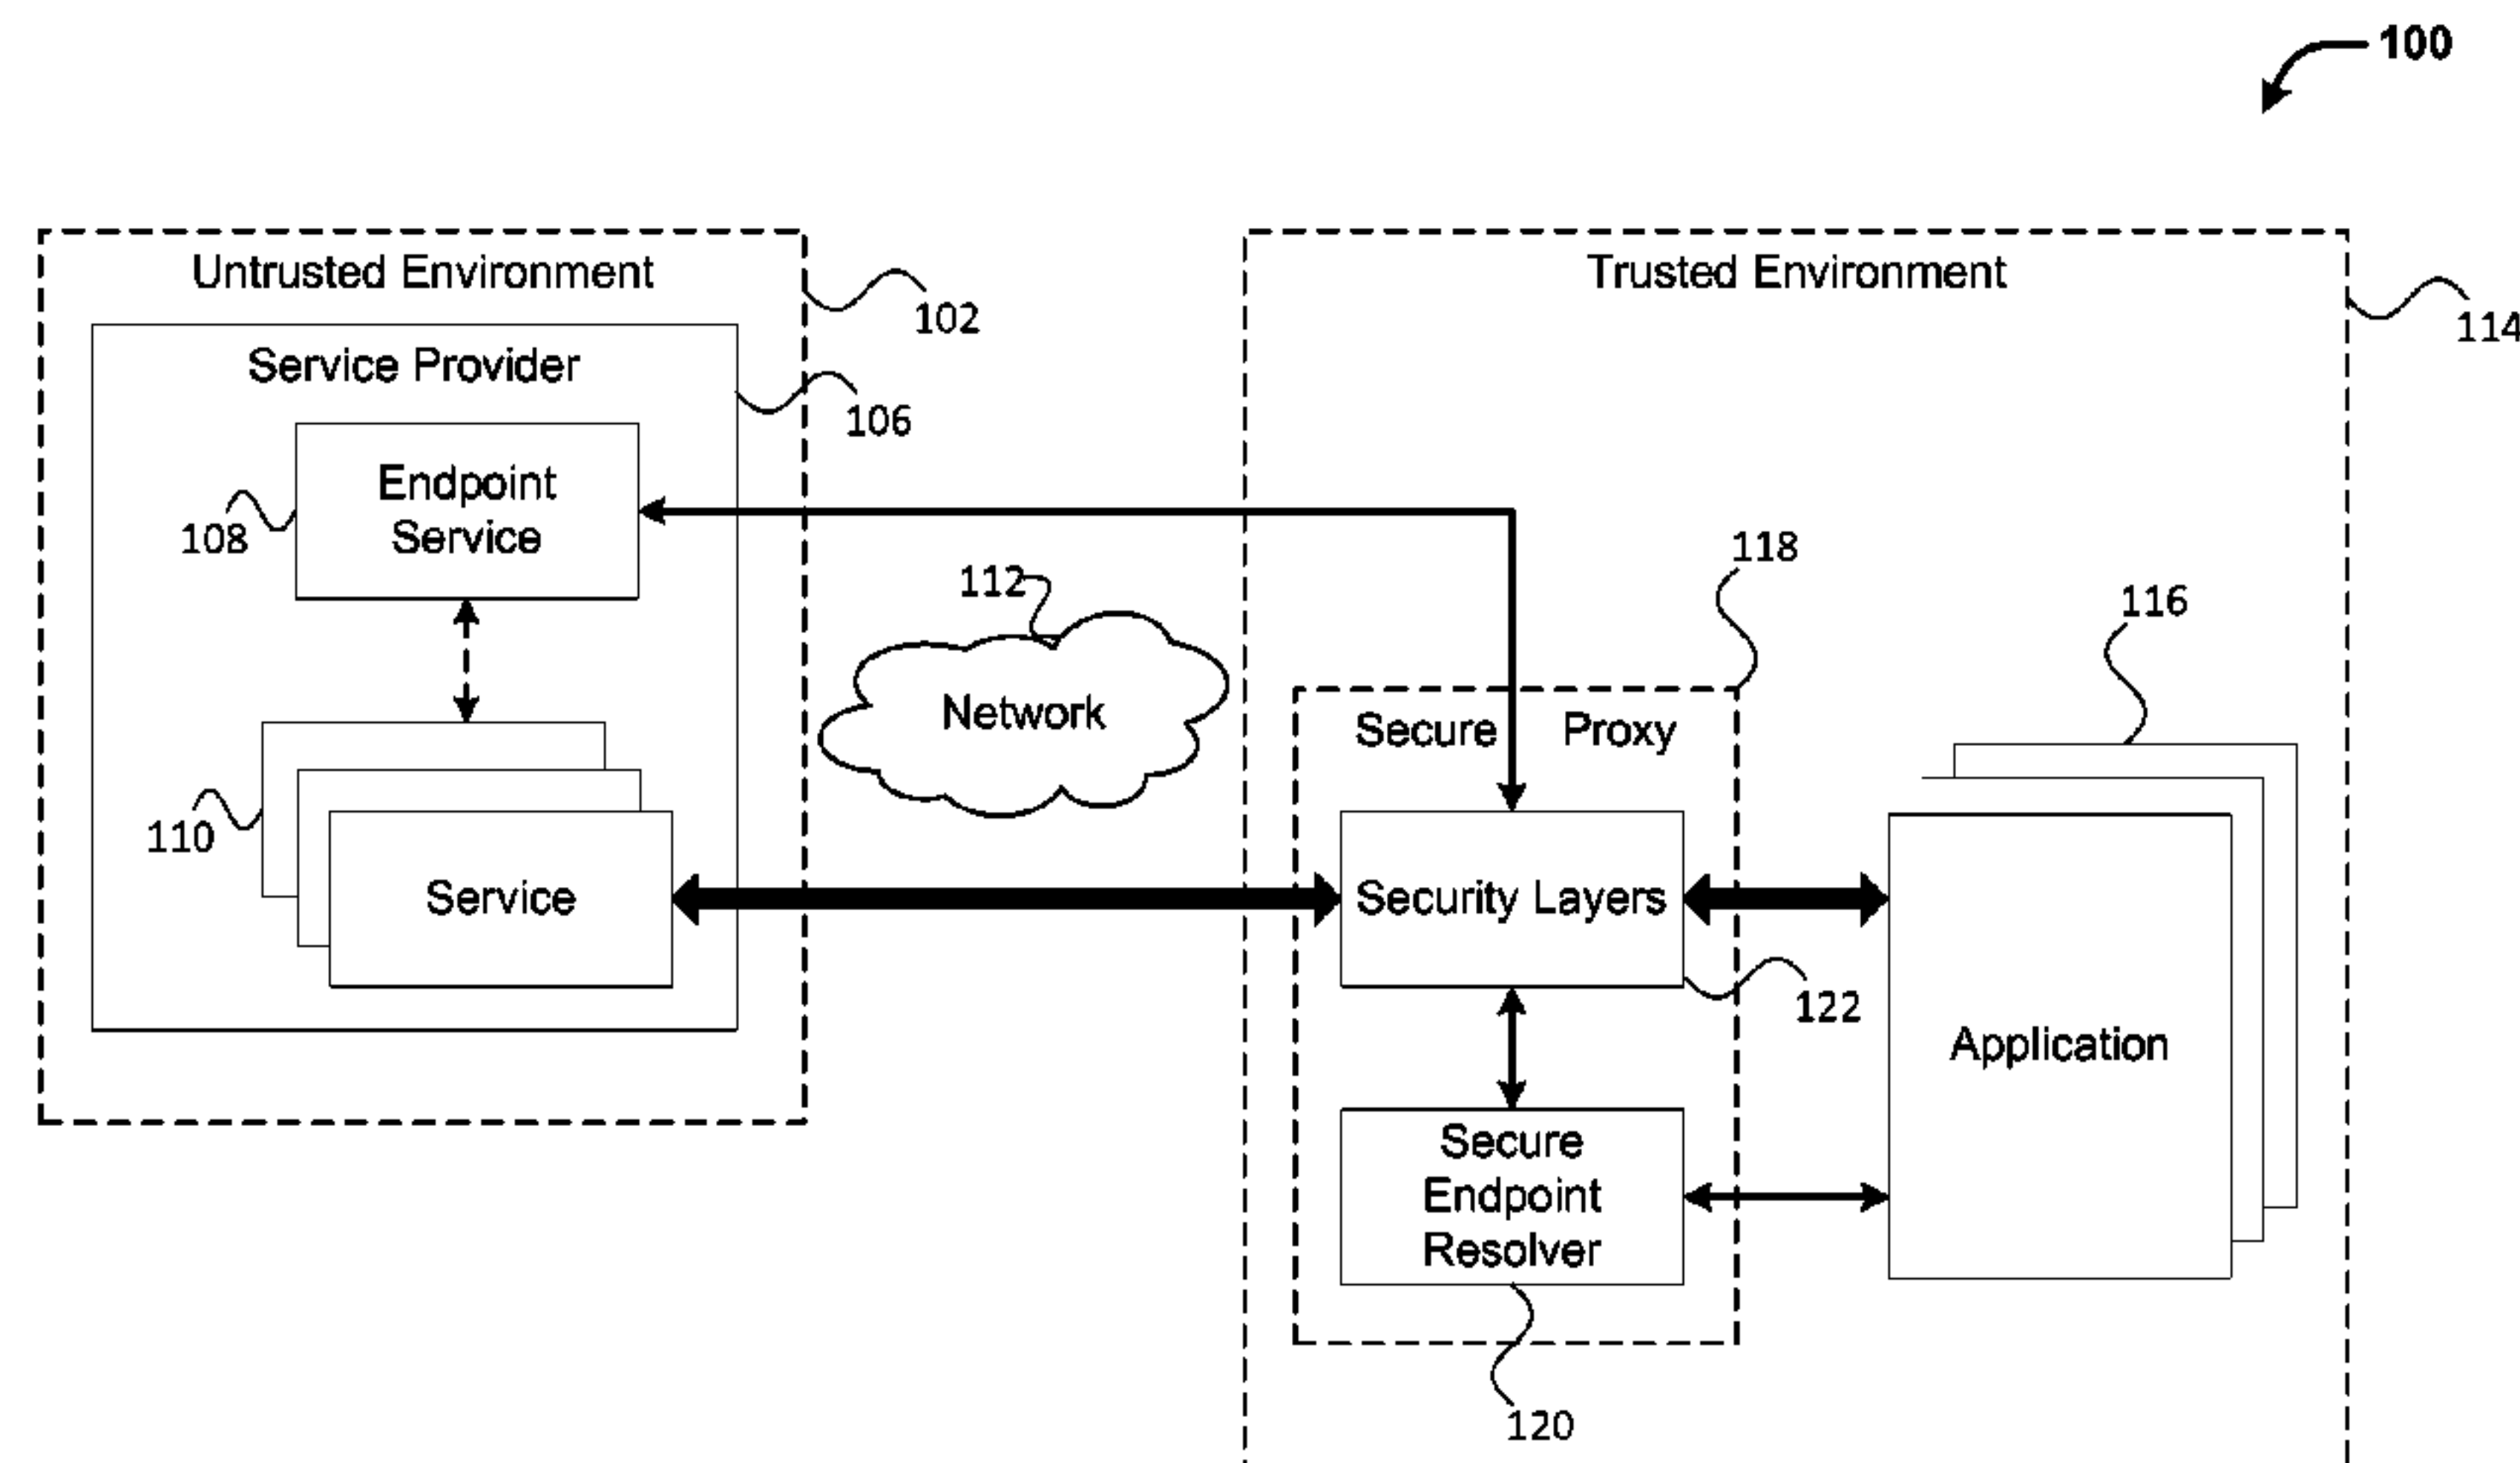 100
Untrusted Environment
102
Service Provider
106
Endpoint
Service
108
110
Service
112
Network
Trusted Environment
114
118
Secure Proxy
116
Security Layers
122
Application
Secure
Endpoint
Resolver
120